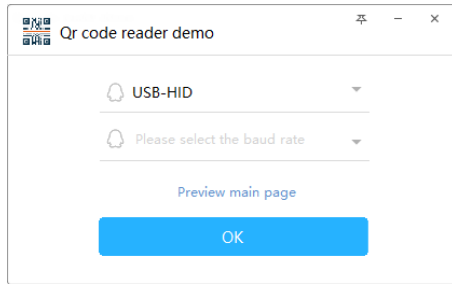 Qr code reader demo
USB-HID
Please select the baud rate
Preview main page
OK